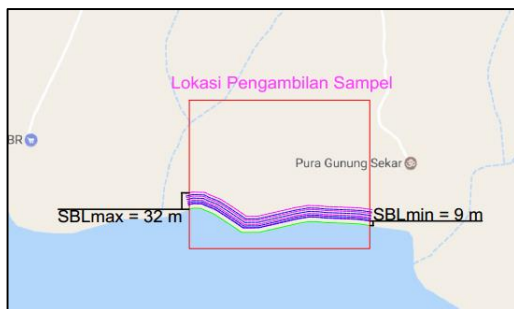 Lokasi Pengambilan Sampel
BR
Pura Gunung Sekar
SBLmax = 32 m
SBLmin = 9 m